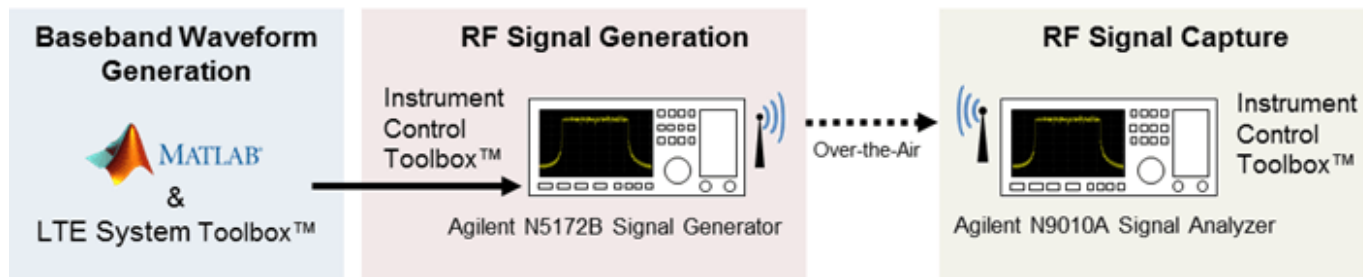 Baseband Waveform
Generation
MATLAB®
&
LTE System Toolbox™
RF Signal Generation
Instrument
Control
Toolbox™
Agilent N5172B Signal Generator
Over-the-Air
RF Signal Capture
Instrument
Control
Toolbox™
Agilent N9010A Signal Analyzer